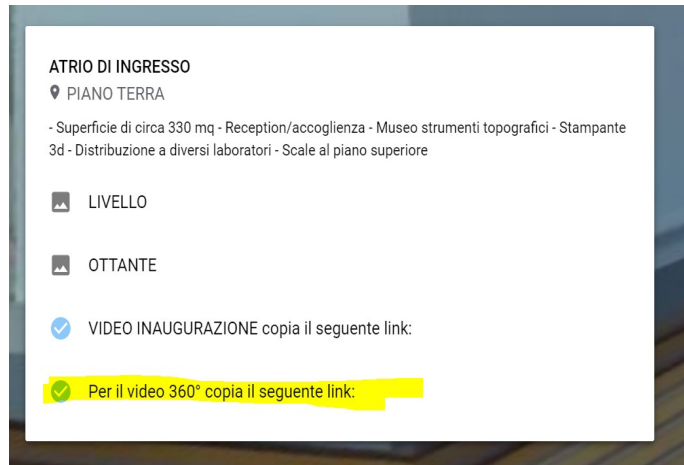 ATRIO DI INGRESSO
PIANO TERRA
- Superficie di circa 330 mq - Reception/accoglienza - Museo strumenti topografici - Stampante
3d - Distribuzione a diversi laboratori - Scale al piano superiore
LIVELLO
OTTANTE
VIDEO INAUGURAZIONE copia il seguente link:
Per il video 360° copia il seguente link: